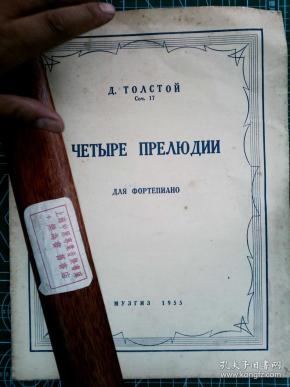 Д. ТОЛСТОЙ
Соч. 17
ЧЕТЫРЕ ПРЕЛЮДИИ
ДЛЯ ФОРТЕПИАНО
МУЗГИЗ 1955
孔夫子旧书网